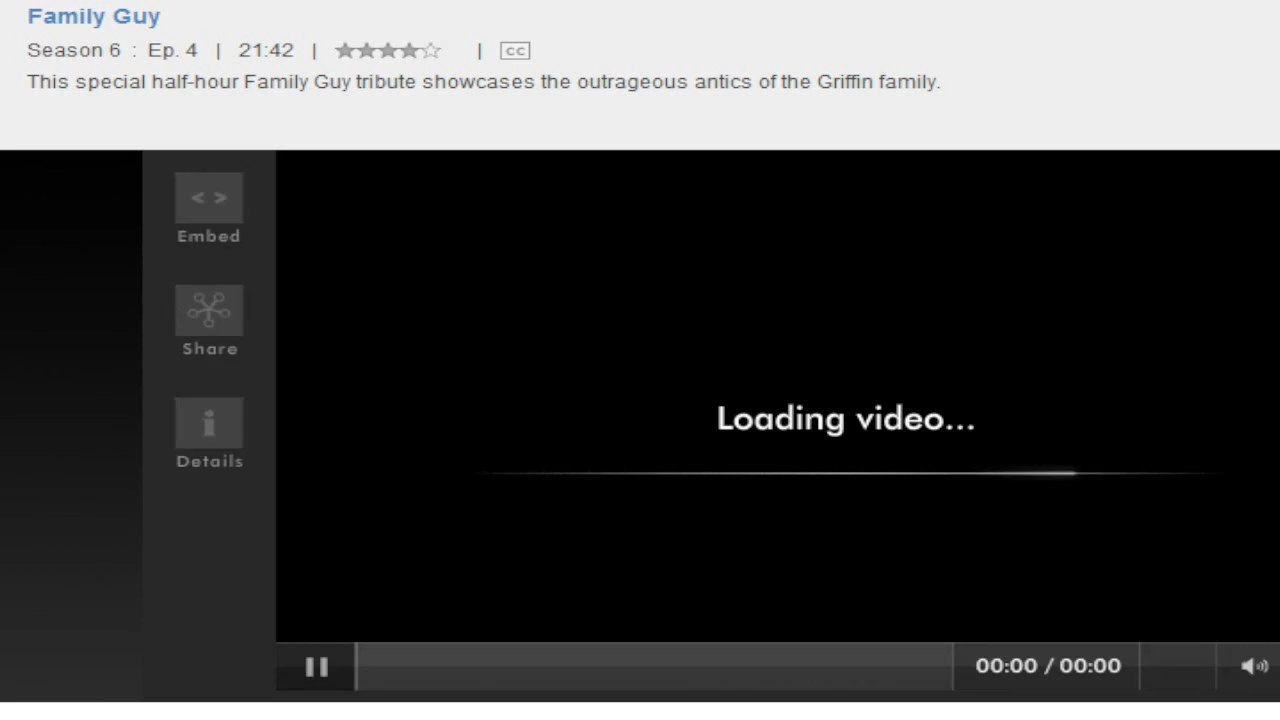 Family Guy
Season 6 : Ep. 4 | 21:42 | | CC
This special half-hour Family Guy tribute showcases the outrageous antics of the Griffin family.
< >
Embed
Share
i
Details
Loading video...
00:00 / 00:00